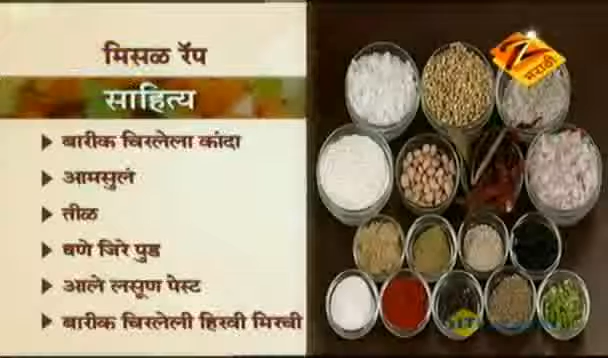 मिसळ रॅप
साहित्य
बारीक चिरलेला कांदा
आमसुलं
तीळ
धणे जिरे पुड
आले लसूण पेस्ट
बारीक चिरलेली हिरवी मिरची
मराठी